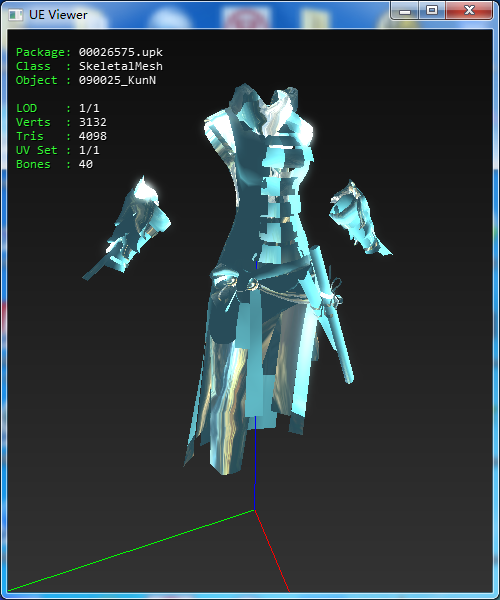 UE Viewer
Package: 00026575.upk
Class : SkeletalMesh
Object : 090025_KunN
LOD : 1/1
Verts : 3132
Tris : 4098
UV Set : 1/1
Bones : 40